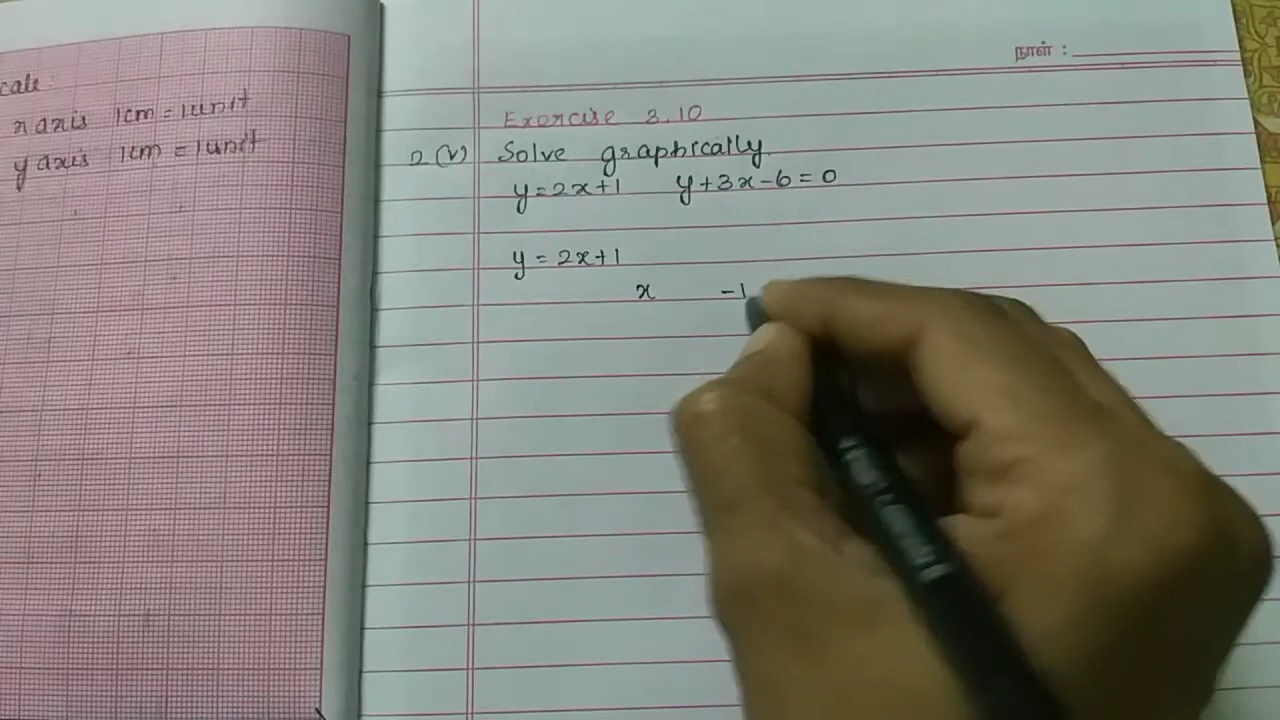 cale:
x axis 1cm = 1unit
y axis 1cm = 1unit
நாள் :
Exercise 3.10
2(v) Solve graphically
y=2x+1 y+3x-6=0
y = 2x+1
x -1